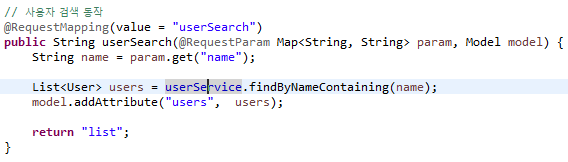 // 사용자 검색 동작
@RequestMapping(value = "userSearch")
public String userSearch(@RequestParam Map<String, String> param, Model model) {
    String name = param.get("name");

    List<User> users = userService.findByNameContaining(name);
    model.addAttribute("users",  users);

    return "list";
}